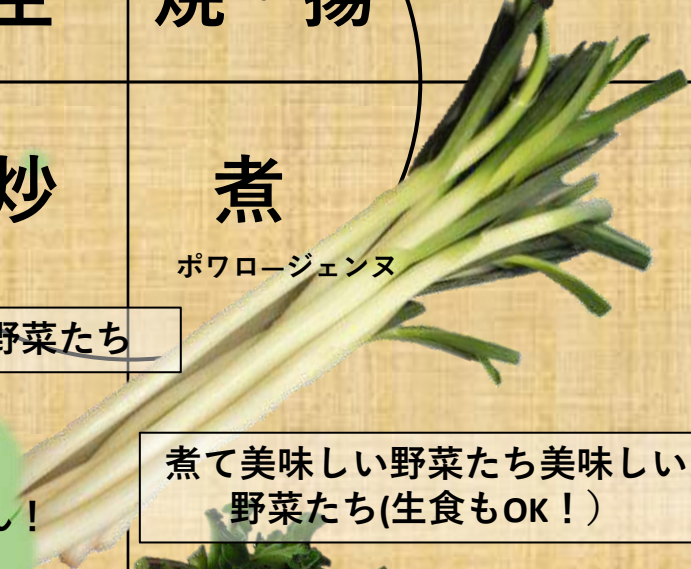 生
焼・揚
炒
煮
ポワロージェンヌ
野菜たち
煮て美味しい野菜たち美味しい
野菜たち(生食もOK！）
！